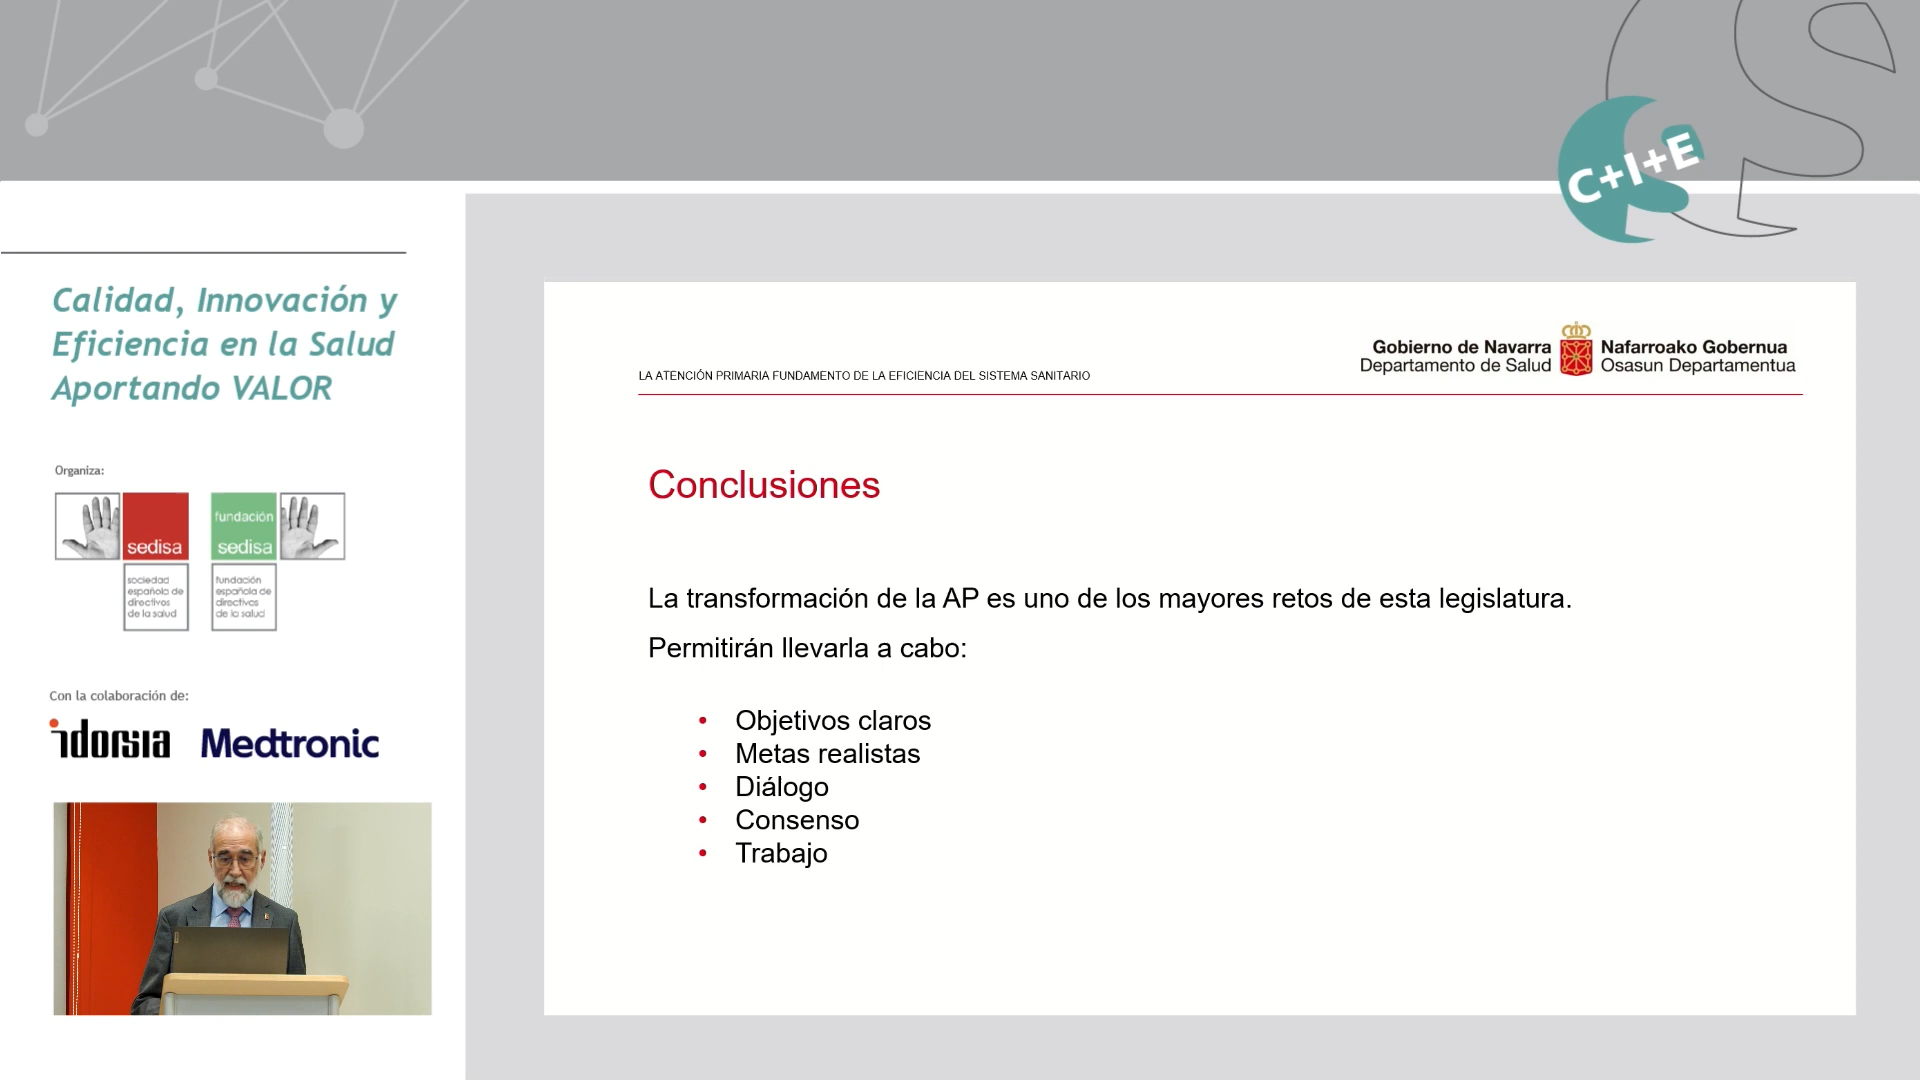 C+I+E
Calidad, Innovación y
Eficiencia en la Salud
Aportando VALOR
Organiza:
sedisa
sociedad
española de
directivos
de la salud
fundación
sedisa
fundación
española de
directivos
de la salud
Con la colaboración de:
idorsia
Medtronic
LA ATENCIÓN PRIMARIA FUNDAMENTO DE LA EFICIENCIA DEL SISTEMA SANITARIO
Gobierno de Navarra
Departamento de Salud
Nafarroako Gobernua
Osasun Departamentua
Conclusiones
La transformación de la AP es uno de los mayores retos de esta legislatura.
Permitirán llevarla a cabo:
• Objetivos claros
• Metas realistas
• Diálogo
• Consenso
• Trabajo